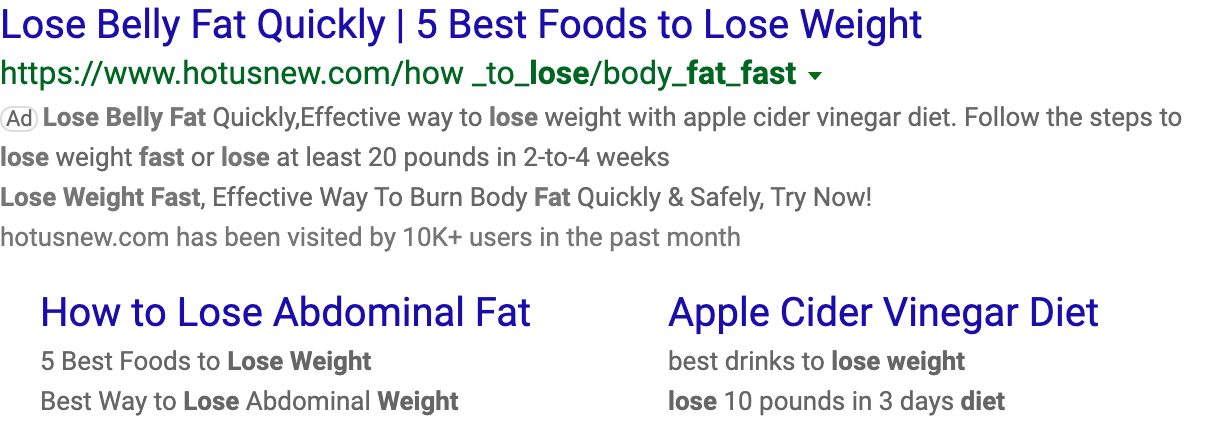 Lose Belly Fat Quickly | 5 Best Foods to Lose Weight
https://www.hotusnew.com/how _to_lose/body_fat_fast
Ad Lose Belly Fat Quickly,Effective way to lose weight with apple cider vinegar diet. Follow the steps to
lose weight fast or lose at least 20 pounds in 2-to-4 weeks
Lose Weight Fast, Effective Way To Burn Body Fat Quickly & Safely, Try Now!
hotusnew.com has been visited by 10K+ users in the past month
How to Lose Abdominal Fat
5 Best Foods to Lose Weight
Best Way to Lose Abdominal Weight
Apple Cider Vinegar Diet
best drinks to lose weight
lose 10 pounds in 3 days diet